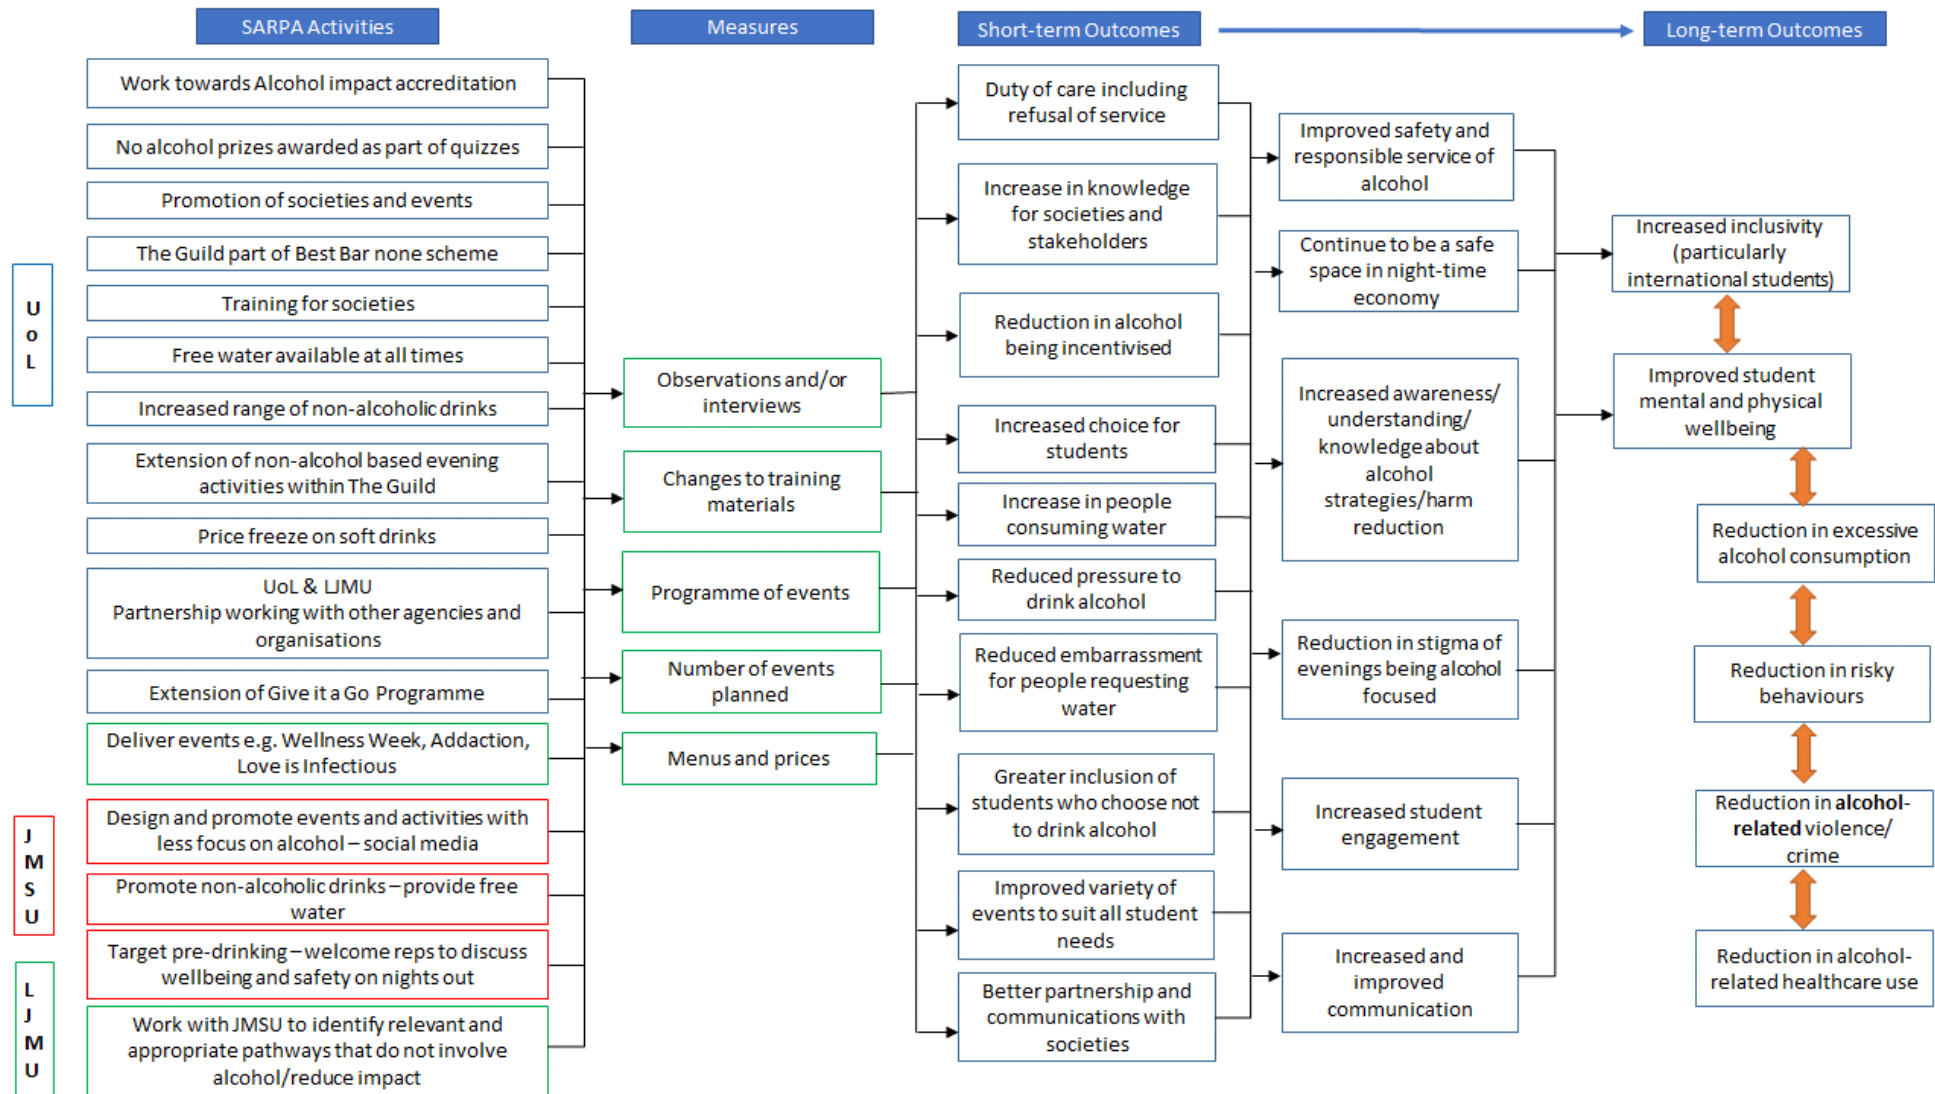 SARPA Activities
Measures
Short-term Outcomes
Long-term Outcomes
U
o
L
J
M
S
U
L
J
M
U
Work towards Alcohol impact accreditation
No alcohol prizes awarded as part of quizzes
Promotion of societies and events
The Guild part of Best Bar none scheme
Training for societies
Free water available at all times
Increased range of non-alcoholic drinks
Extension of non-alcohol based evening
activities within The Guild
Price freeze on soft drinks
UoL & LJMU
Partnership working with other agencies and
organisations
Extension of Give it a Go Programme
Deliver events e.g. Wellness Week, Addaction,
Love is Infectious
Design and promote events and activities with
less focus on alcohol – social media
Promote non-alcoholic drinks – provide free
water
Target pre-drinking – welcome reps to discuss
wellbeing and safety on nights out
Work with JMSU to identify relevant and
appropriate pathways that do not involve
alcohol/reduce impact
Observations and/or
interviews
Changes to training
materials
Programme of events
Number of events
planned
Menus and prices
Duty of care including
refusal of service
Increase in knowledge
for societies and
stakeholders
Reduction in alcohol
being incentivised
Increased choice for
students
Increase in people
consuming water
Reduced pressure to
drink alcohol
Reduced embarrassment
for people requesting
water
Greater inclusion of
students who choose not
to drink alcohol
Improved variety of
events to suit all student
needs
Better partnership and
communications with
societies
Improved safety and
responsible service of
alcohol
Continue to be a safe
space in night-time
economy
Increased awareness/
understanding/
knowledge about
alcohol
strategies/harm
reduction
Reduction in stigma of
evenings being alcohol
focused
Increased student
engagement
Increased and
improved
communication
Increased inclusivity
(particularly
international students)
Improved student
mental and physical
wellbeing
Reduction in excessive
alcohol consumption
Reduction in risky
behaviours
Reduction in alcohol-
related violence/
crime
Reduction in alcohol-
related healthcare use